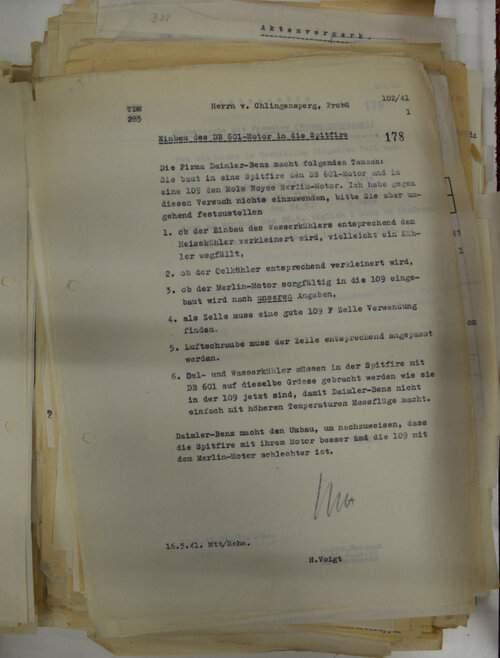 321
Aktenvermerk.
TDM
285
Herrn v. Chlingensperg, Probü
102/41
1
Einbau des DB 601-Motor in die Spitfire
178
Die Firma Daimler-Benz macht folgenden Tausch:
Sie baut in eine Spitfire den DB 601-Motor und in
eine 109 den Rols Royce Merlin-Motor. Ich habe gegen
diesen Versuch nichts einzuwenden, bitte Sie aber um-
gehend festzustellen
1. ob der Einbau des Wasserkühlers entsprechend dem
Heizskühler verkleinert wird, vielleicht ein Küh-
ler wegfällt,
2. ob der Oelkühler entsprechend verkleinert wird,
3. ob der Merlin-Motor sorgfältig in die 109 einge-
baut wird nach unseren Angaben,
4. als Zelle muss eine gute 109 F Zelle Verwendung
finden.
5. Luftschraube muss der Zelle entsprechend angepasst
werden.
6. Oel- und Wasserkühler müssen in der Spitfire mit
DB 601 auf dieselbe Grösse gebracht werden wie sie
in der 109 jetzt sind, damit Daimler-Benz nicht
einfach mit höheren Temperaturen Messflüge macht.
Daimler-Benz macht den Umbau, um nachzuweisen, dass
die Spitfire mit ihrem Motor besser und die 109 mit
dem Merlin-Motor schlechter ist.
16.5.41. Mtt/Schn.
H.Voigt